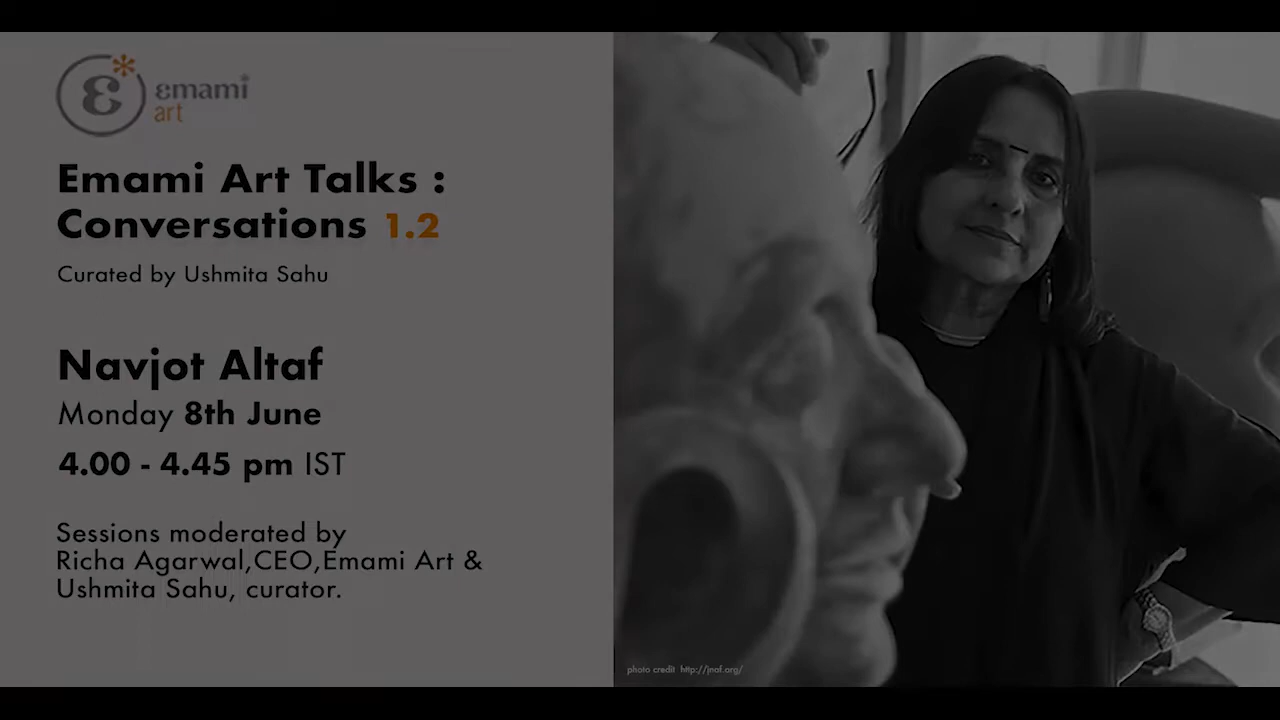 εmami
art
Emami Art Talks :
Conversations 1.2
Curated by Ushmita Sahu
Navjot Altaf
Monday 8th June
4.00 - 4.45 pm IST
Sessions moderated by
Richa Agarwal,CEO,Emami Art &
Ushmita Sahu, curator.
photo credit http://jnaf.org/